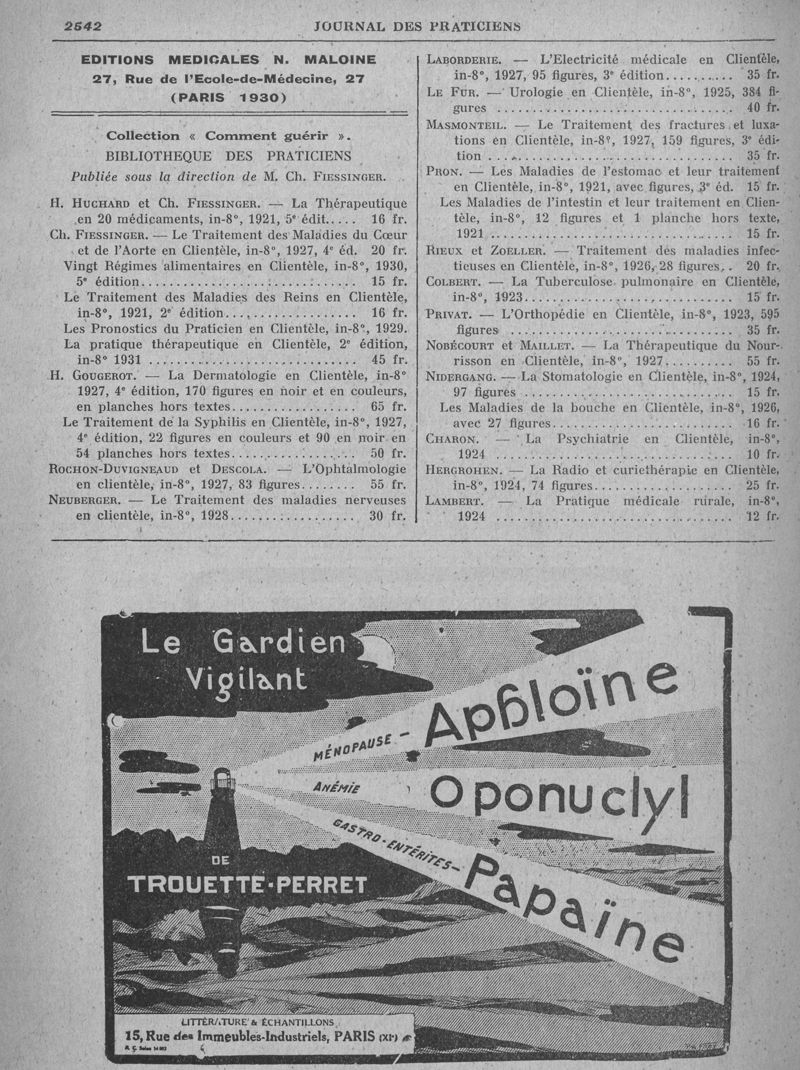 2542
JOURNAL DES PRATICIENS
EDITIONS MEDICALES N. MALOINE
27, Rue de l'Ecole-de-Médecine, 27
(PARIS 1930)
Collection « Comment guérir ».
BIBLIOTHEQUE DES PRATICIENS
Publiée sous la direction de M. Ch. FIESSINGER.
H. HUCHARD et Ch. FIESSINGER. — La Thérapeutique
en 20 médicaments, in-8°, 1921, 5e édit..... 16 fr.
Ch. FIESSINGER. — Le Traitement des Maladies du Cœur
et de l'Aorte en Clientèle, in-8°, 1927, 4e éd. 20 fr.
Vingt Régimes alimentaires en Clientèle, in-8°, 1930,
5e édition.............................. 15 fr.
Le Traitement des Maladies des Reins en Clientèle,
in-8°, 1921, 2e édition.................. 16 fr.
Les Pronostics du Praticien en Clientèle, in-8°, 1929.
La pratique thérapeutique en Clientèle, 2e édition,
in-8° 1931 .............................. 45 fr.
H. GOUGEROT. — La Dermatologie en Clientèle, in-8°
1927, 4e édition, 170 figures en noir et en couleurs,
en planches hors textes.................. 65 fr.
Le Traitement de la Syphilis en Clientèle, in-8°, 1927,
4e édition, 22 figures en couleurs et 90 en noir en
54 planches hors textes.................. 50 fr.
ROCHON-DUVIGNEAUD et DESCOLA. — L'Ophtalmologie
en clientèle, in-8°, 1927, 83 figures........ 55 fr.
NEUBERGER. — Le Traitement des maladies nerveuses
en clientèle, in-8°, 1928.................. 30 fr.
LABORDERIE. — L'Electricité médicale en Clientèle,
in-8°, 1927, 95 figures, 3e édition.......... 35 fr.
LE FUR. — Urologie en Clientèle, in-8°, 1925, 384 fi-
gures .................................. 40 fr.
MASMONTEIL. — Le Traitement des fractures et luxa-
tions en Clientèle, in-8°, 1927, 159 figures, 3e édi-
tion .................................. 35 fr.
PRON. — Les Maladies de l'estomac et leur traitement
en Clientèle, in-8°, 1921, avec figures, 3e éd. 15 fr.
Les Maladies de l'intestin et leur traitement en Clien-
tèle, in-8°, 12 figures et 1 planche hors texte,
1921 .................................. 15 fr.
RIEUX et ZOELLER. — Traitement des maladies infec-
tieuses en Clientèle, in-8°, 1926, 28 figures.. 20 fr.
COLBERT. — La Tuberculose pulmonaire en Clientèle,
in-8°, 1923.............................. 15 fr.
PRIVAT. — L'Orthopédie en Clientèle, in-8°, 1923, 595
figures .............................. 35 fr.
NOBÉCOURT et MAILLET. — La Thérapeutique du Nour-
risson en Clientèle, in-8°, 1927.......... 55 fr.
NIDERGANG. — La Stomatologie en Clientèle, in-8°, 1924,
97 figures .............................. 15 fr.
Les Maladies de la bouche en Clientèle, in-8°, 1926,
avec 27 figures.......................... 16 fr.
CHARON. — La Psychiatrie en Clientèle, in-8°,
1924 .................................. 10 fr.
HERGROHEN. — La Radio et curiethérapie en Clientèle,
in-8°, 1924, 74 figures.................... 25 fr.
LAMBERT. — La Pratique médicale rurale, in-8°,
1924 .................................. 12 fr.
Le Gardien
Vigilant
MÉNOPAUSE - Aphloïne
ANÉMIE Oponuclyl
GASTRO-ENTÉRITES - Papaïne
DE
TROUETTE-PERRET
LITTÉRATURE & ÉCHANTILLONS
15, Rue des Immeubles-Industriels, PARIS (XIe)